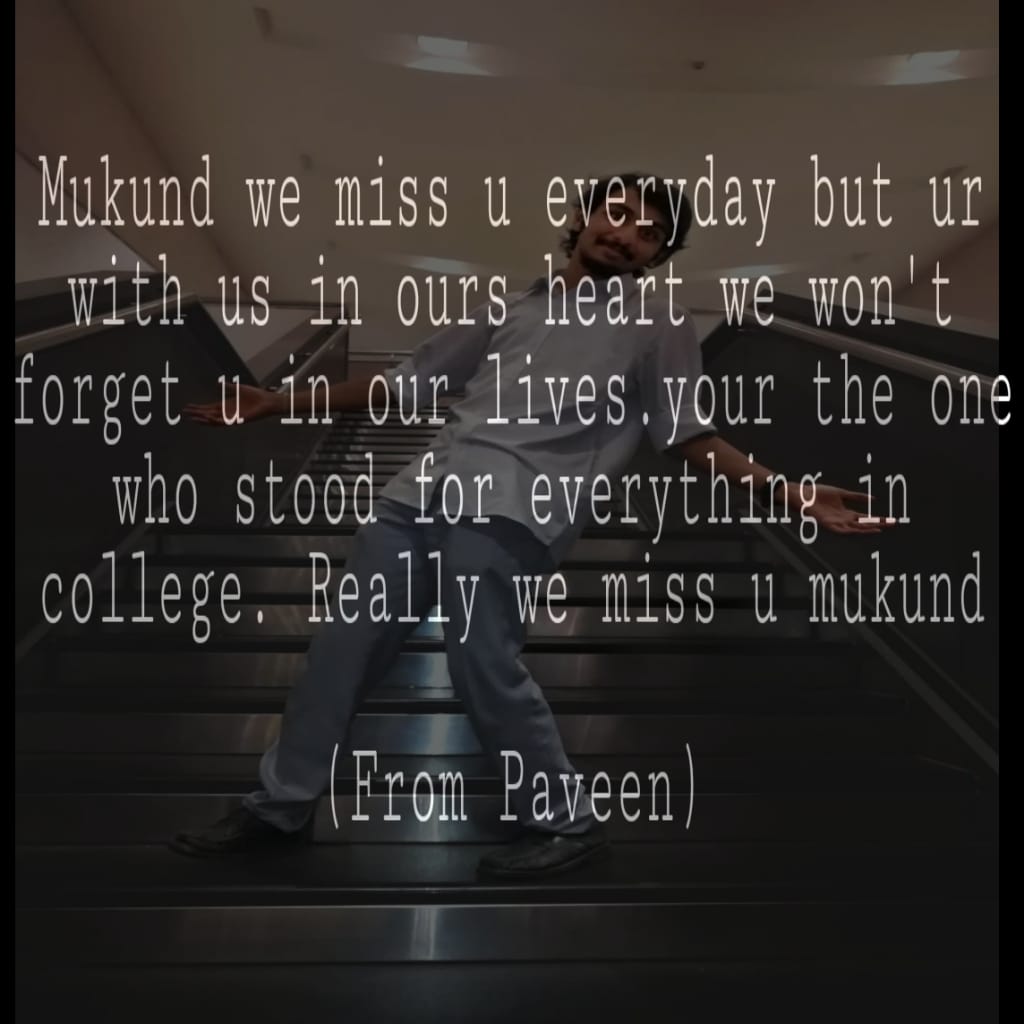 Mukund we miss u everyday but ur
with us in ours heart we won't
forget u in our lives.your the one
who stood for everything in
college. Really we miss u mukund
(From Paveen)